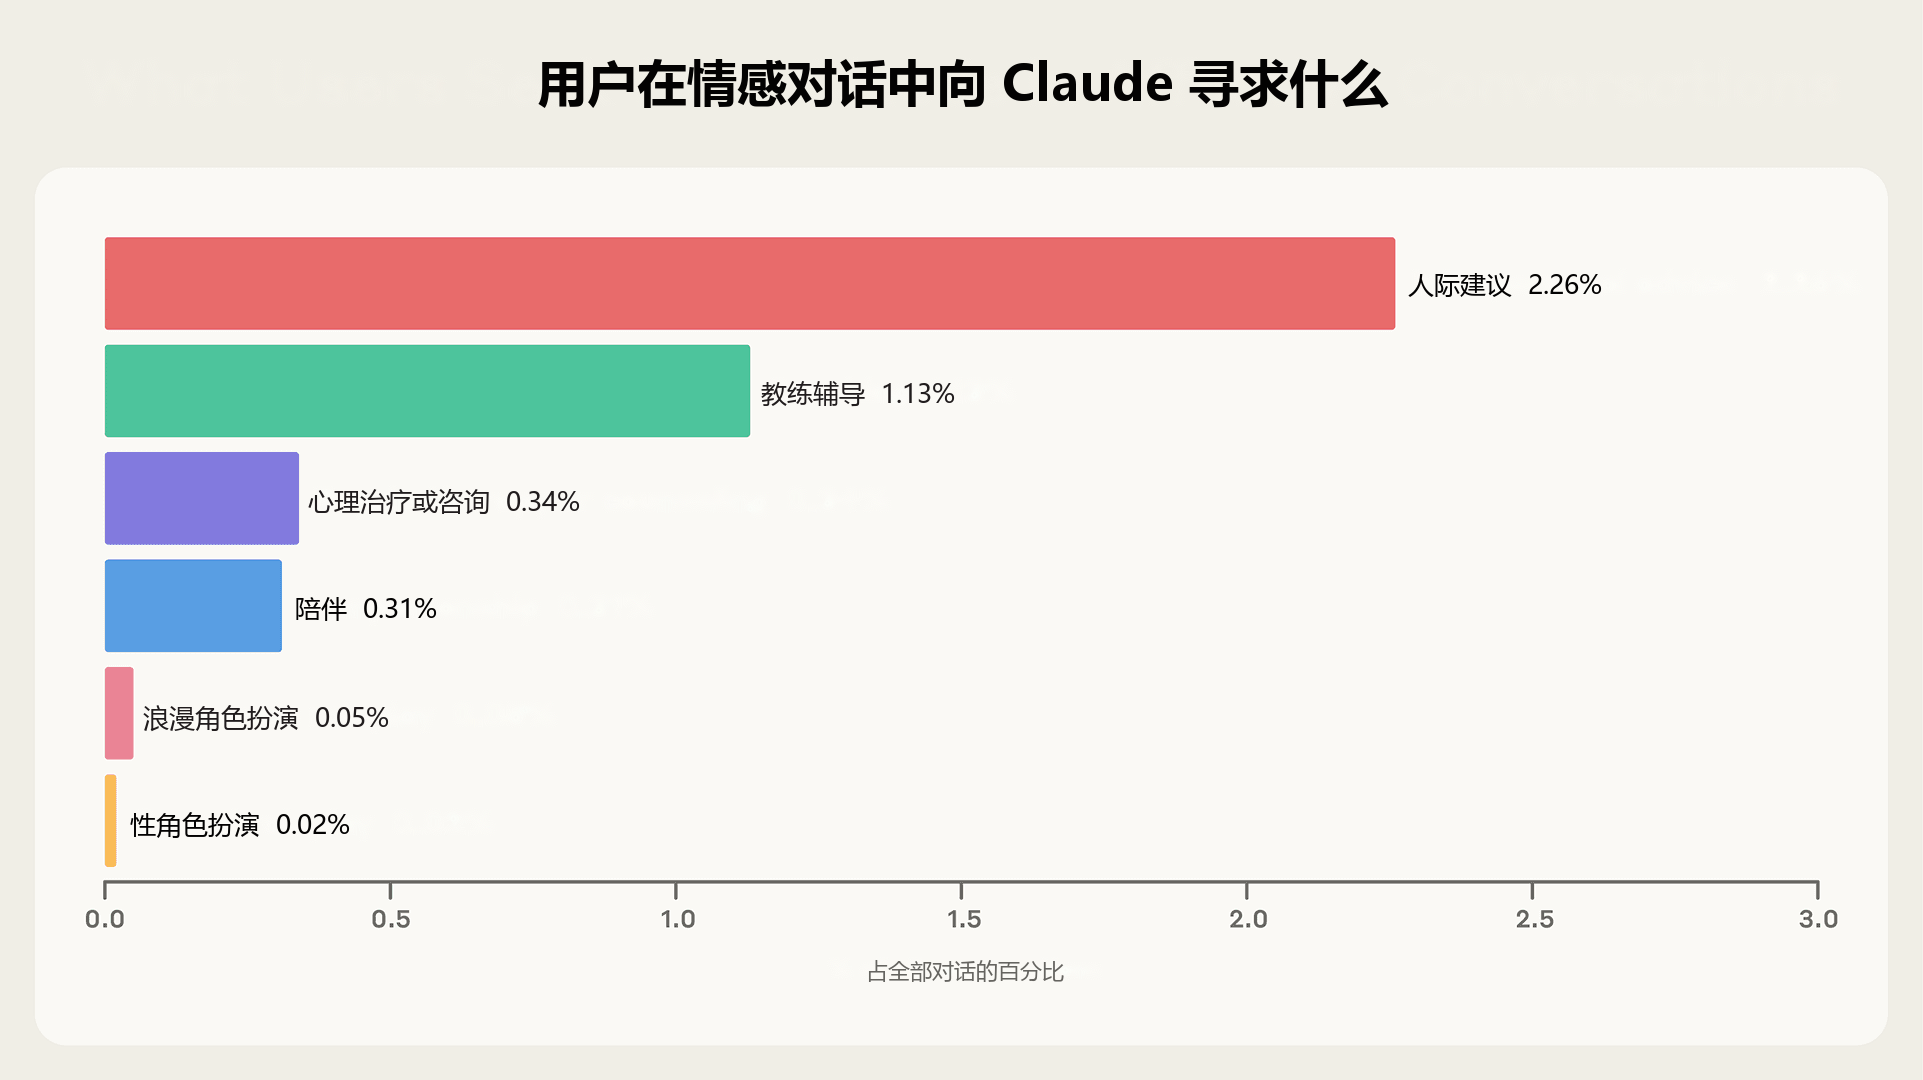 用户在情感对话中向 Claude 寻求什么
人际建议 2.26%
教练辅导 1.13%
心理治疗或咨询 0.34%
陪伴 0.31%
浪漫角色扮演 0.05%
性角色扮演 0.02%
0.0 0.5 1.0 1.5 2.0 2.5 3.0
占全部对话的百分比